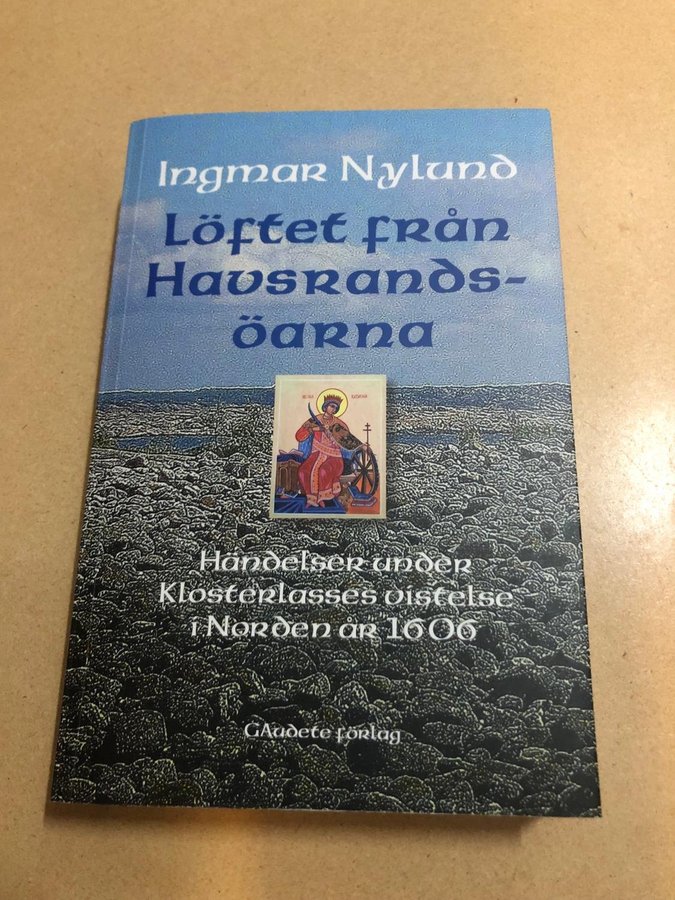 Ingmar Nylund
Löftet från
Havsrands-
öarna
Händelser under
Klosterlasses vistelse
i Norden år 1606
GAudete förlag